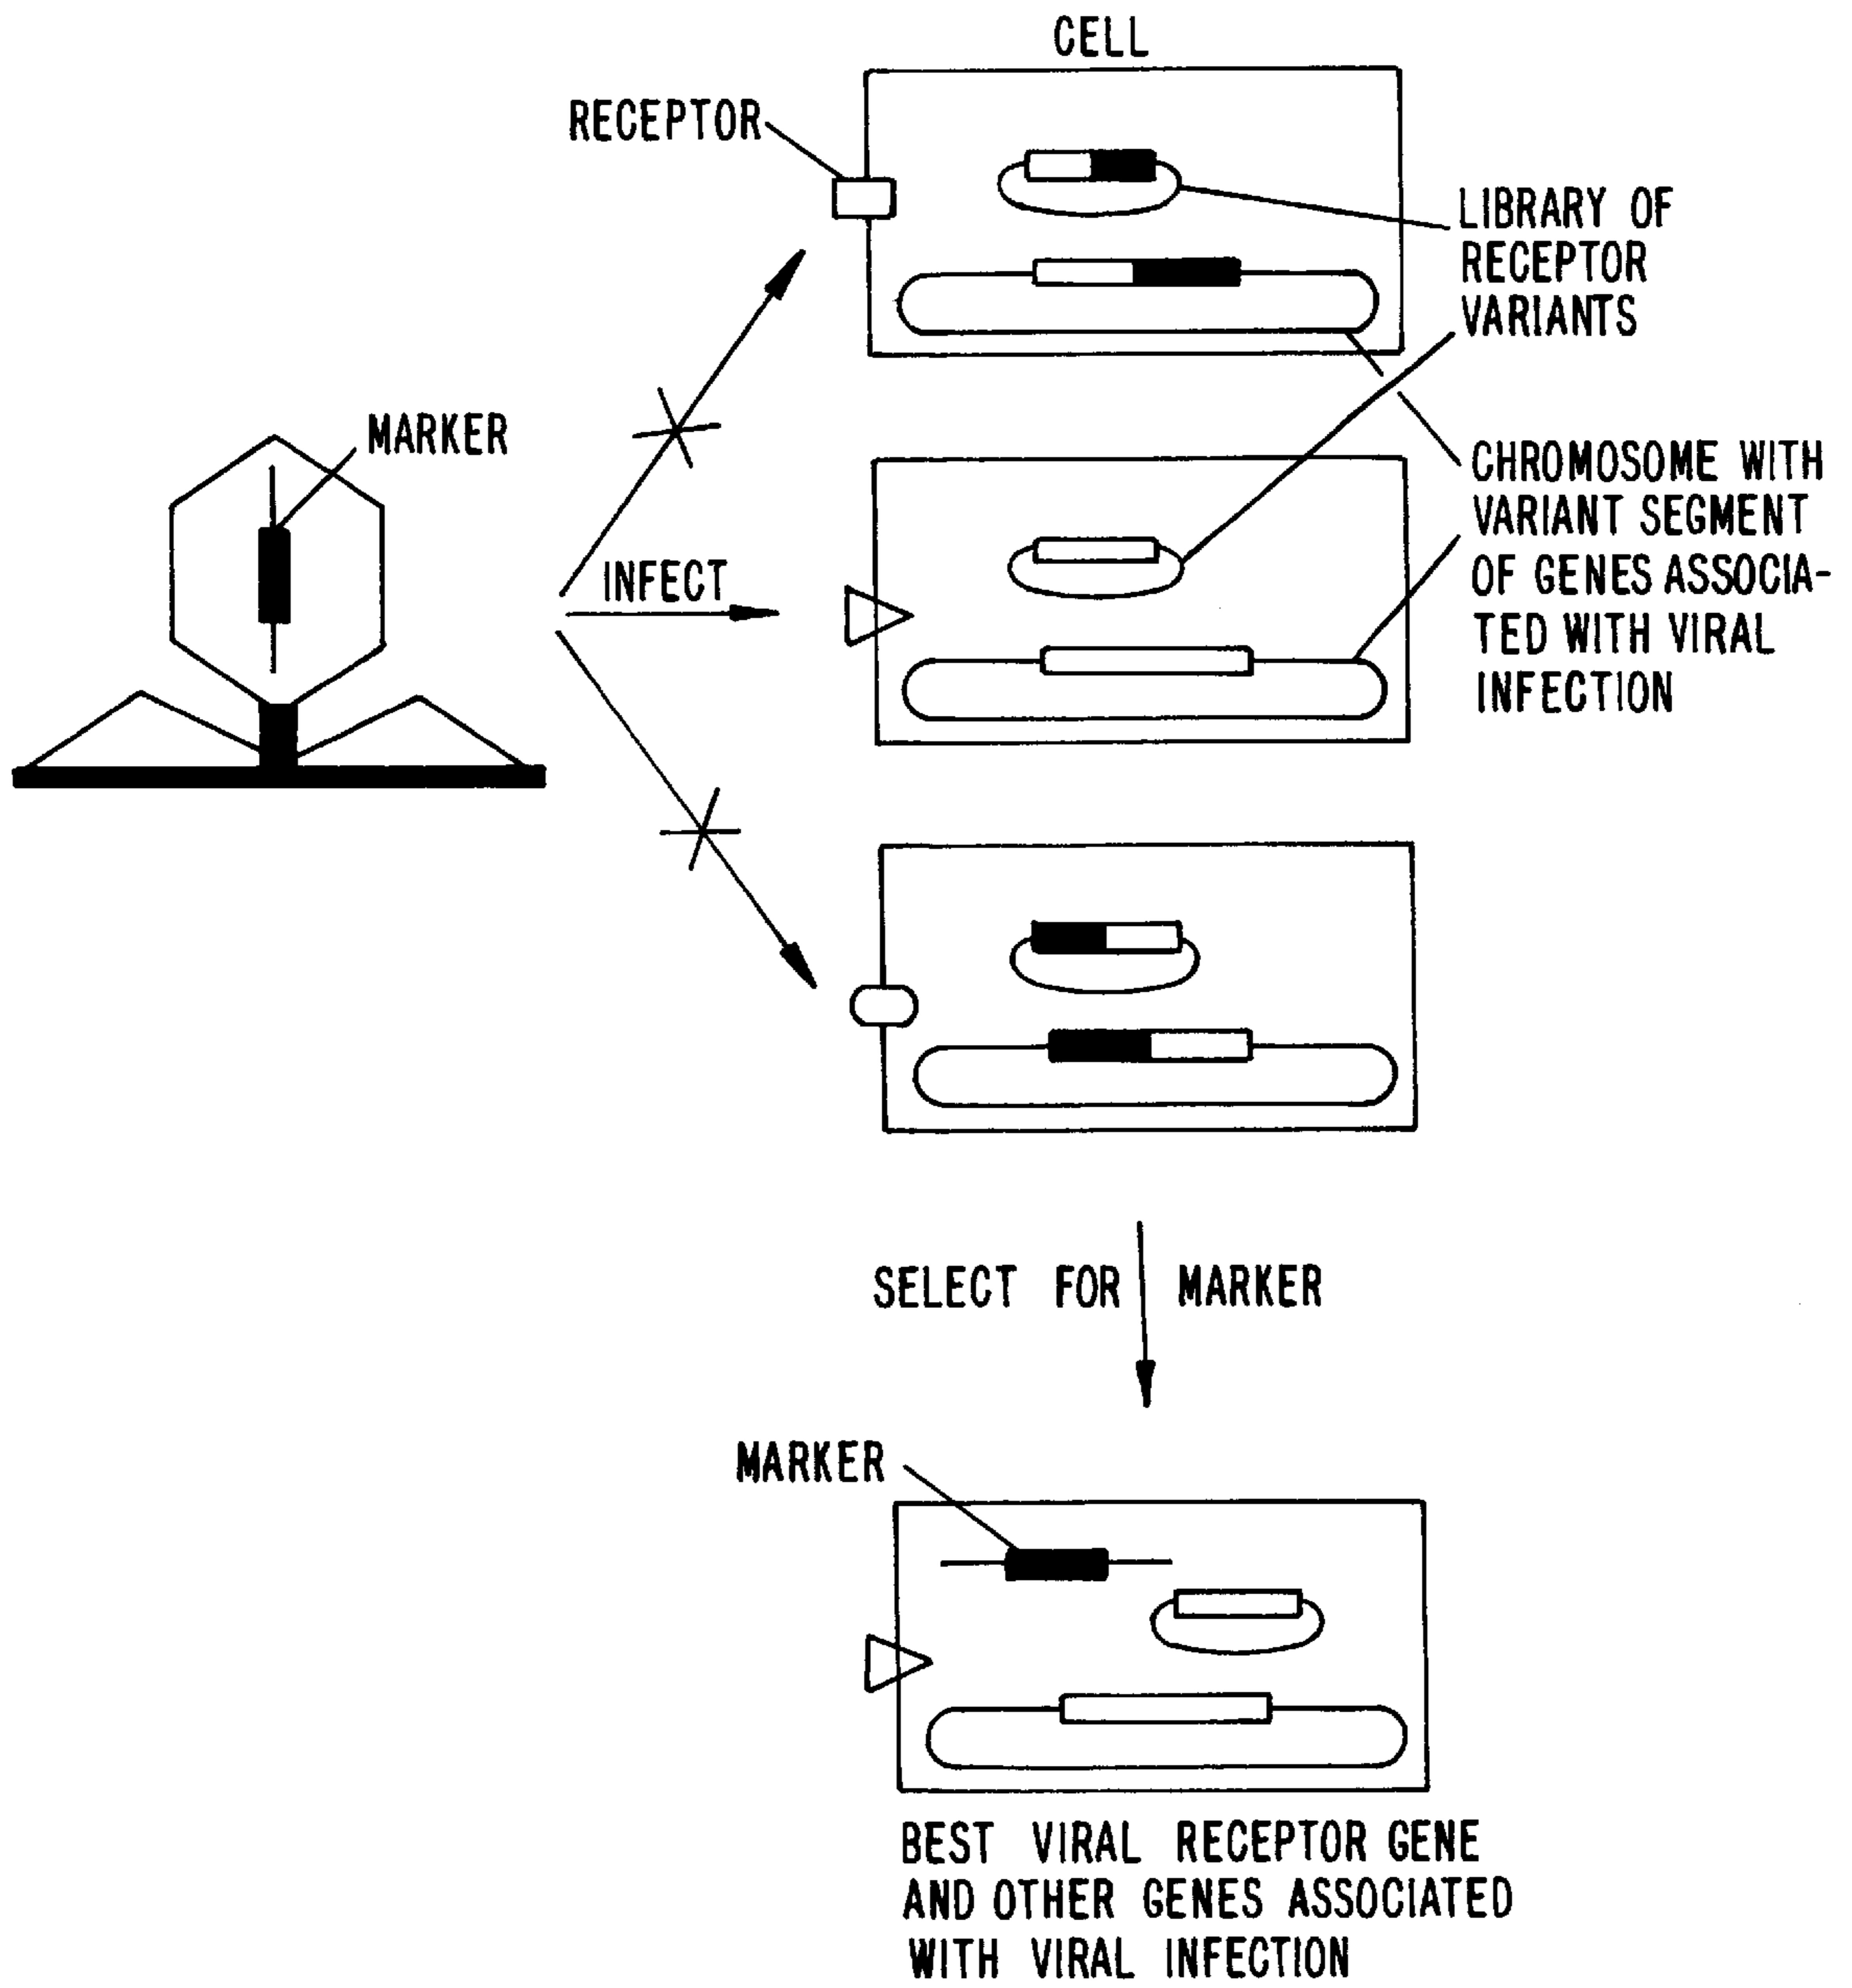 CELL
RECEPTOR
LIBRARY OF
RECEPTOR
VARIANTS
MARKER
CHROMOSOME WITH
VARIANT SEGMENT
OF GENES ASSOCIA-
TED WITH VIRAL
INFECTION
INFECT
SELECT FOR MARKER
MARKER
BEST VIRAL RECEPTOR GENE
AND OTHER GENES ASSOCIATED
WITH VIRAL INFECTION